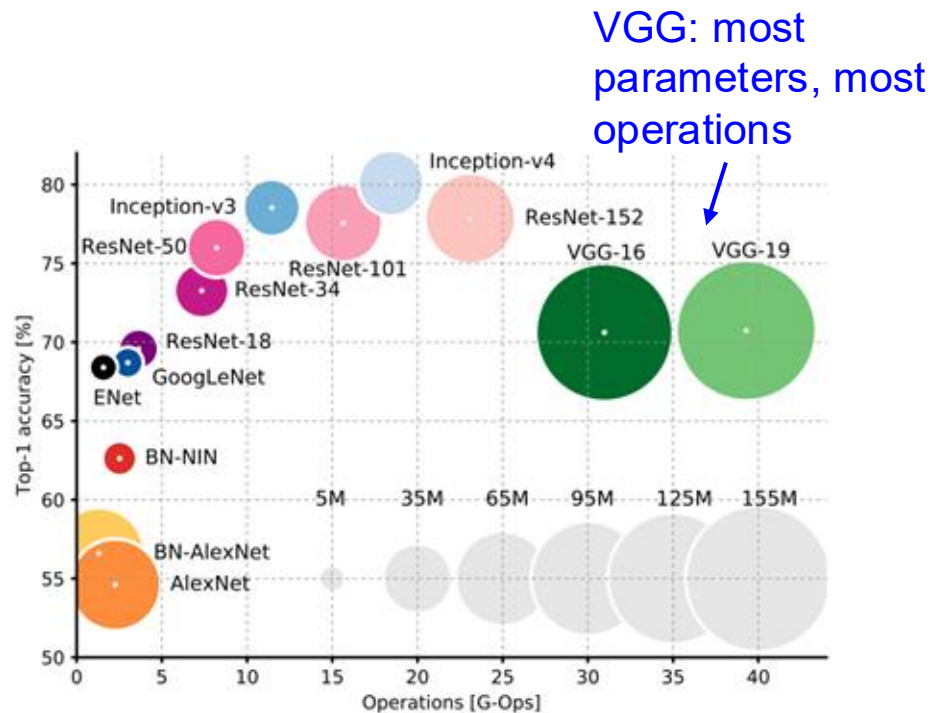 VGG: most
parameters, most
operations
Inception-v4
Inception-v3
ResNet-152
ResNet-50
VGG-16
VGG-19
ResNet-101
ResNet-34
ResNet-18
GoogLeNet
ENet
BN-NIN
5M 35M 65M 95M 125M 155M
BN-AlexNet
AlexNet
80
75
70
65
60
55
50
Top-1 accuracy [%]
0 5 10 15 20 25 30 35 40
Operations [G-Ops]